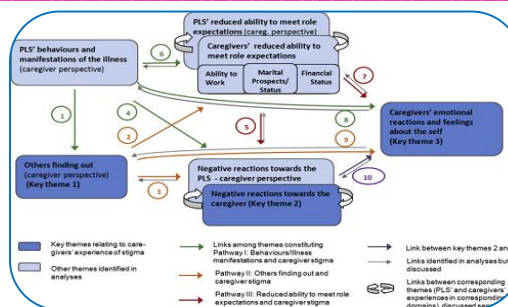 PLS' reduced ability to meet role
expectations (careg. perspective)
PLS' behaviours and
manifestations of the illness
(caregiver perspective)
Caregivers' reduced ability to
meet role expectations
Ability to
Work
Marital
Prospects/
Status
Financial
Status
6
7
1
4
2
5
8
9
3
10
Caregivers' emotional
reactions and feelings
about the self
(Key theme 3)
Others finding out
(caregiver perspective)
(Key theme 1)
Negative reactions towards the
PLS - caregiver perspective
Negative reactions towards the
caregiver (Key theme 2)
Key themes relating to care-
givers' experience of stigma
Other themes identified in
analyses
Links among themes constituting
Pathway I: Behaviours/illness
manifestations and caregiver stigma
Pathway II: Others finding out and
caregiver stigma
Pathway III: Reduced ability to meet role
expectations and caregiver stigma
Link between key themes 2 an
Links identified in analyses but
discussed
Links between corresponding
themes (PLS' and caregivers'
experiences in corresponding